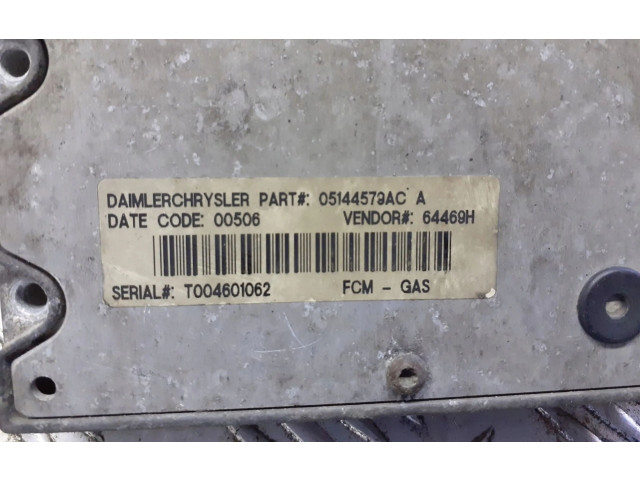 DAIMLERCHRYSLER PART#: 05144579AC A
DATE CODE: 00506 VENDOR#: 64469H
SERIAL#: T004601062 FCM - GAS